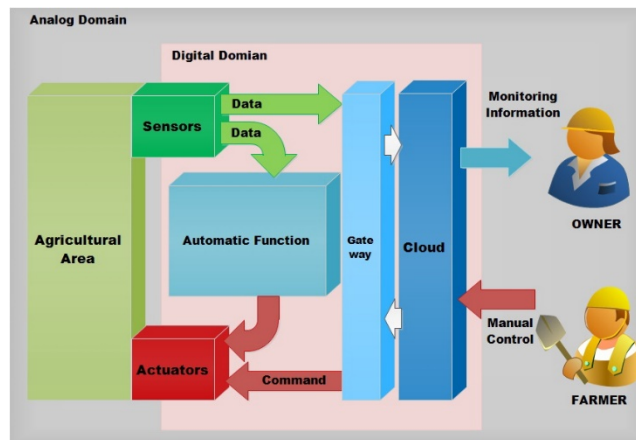 Analog Domain
Digital Domian
Sensors
Data
Data
Monitoring
Information
Agricultural
Area
Automatic Function
Gate
way
Cloud
OWNER
Actuators
Command
Manual
Control
FARMER